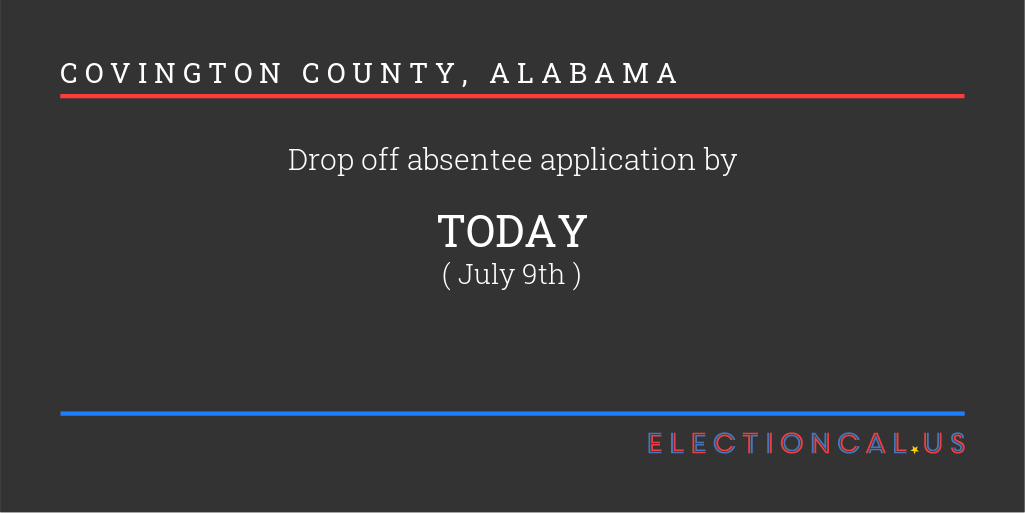 COVINGTON COUNTY, ALABAMA
Drop off absentee application by
TODAY
( July 9th )
ELECTIONCAL.US